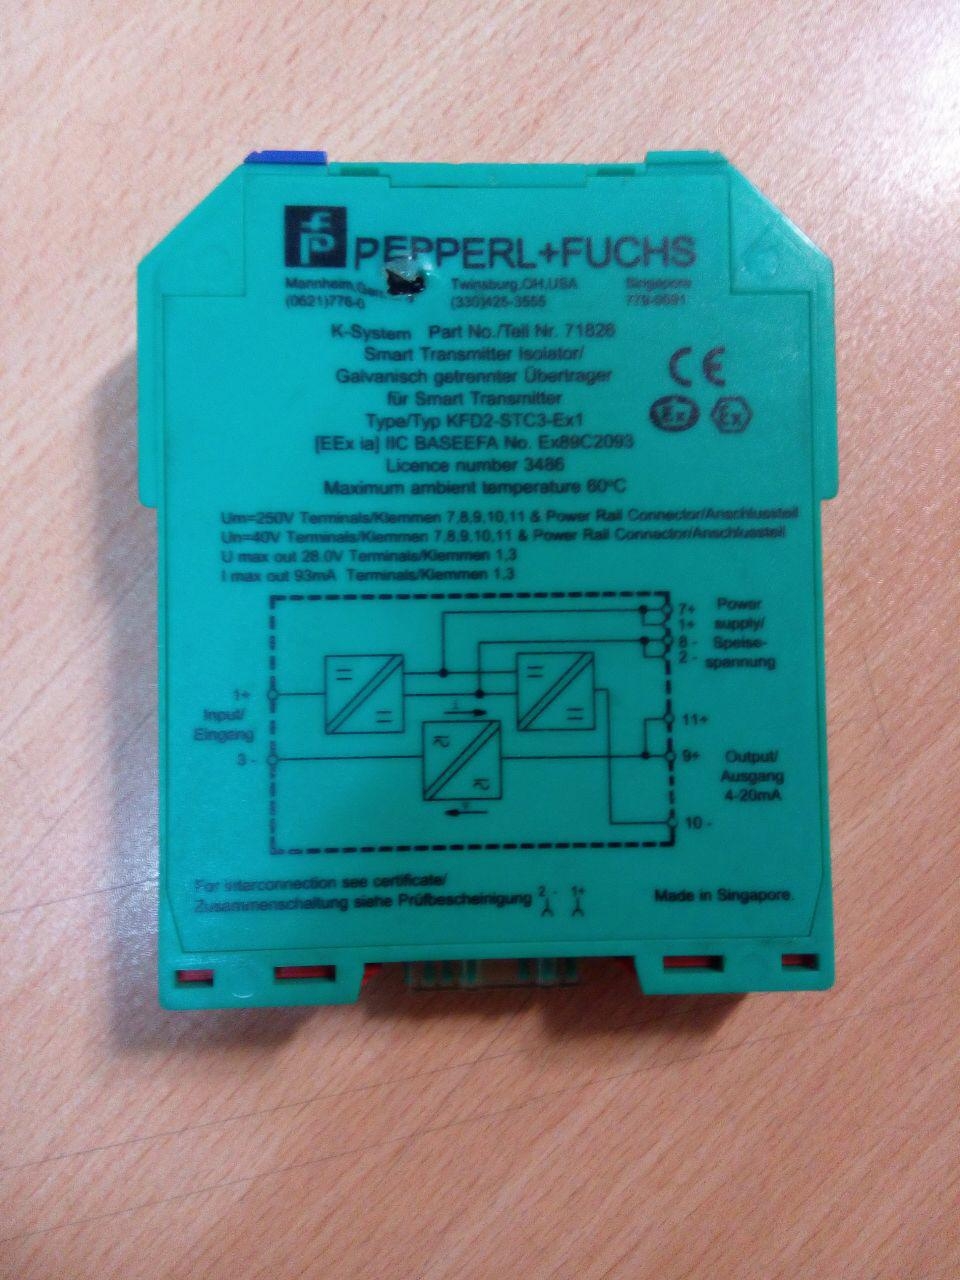 PEPPERL+FUCHS
Mannheim, Twinsburg,OH,USA Singapore
(0621)776-0 (330)425-3555 779-9091
K-System Part No./Teil Nr. 71826
Smart Transmitter Isolator/
Galvanisch getrennter Übertrager
für Smart Transmitter
Type/Typ KFD2-STC3-Ex1
[EEx ia] IIC BASEEFA No. Ex89C2093
Licence number 3486
Maximum ambient temperature 60°C
CE
Ex Ex
Um=250V Terminals/Klemmen 7,8,9,10,11 & Power Rail Connector/Anschlussteil
Un=40V Terminals/Klemmen 7,8,9,10,11 & Power Rail Connector/Anschlussteil
U max out 28.0V Terminals/Klemmen 1,3
I max out 93mA Terminals/Klemmen 1,3
7+ Power
1+ supply/
8 - Speise-
2 - spannung
1+
Input/
Eingang
3 -
i
v
11+
9+ Output/
Ausgang
4-20mA
10 -
For interconnection see certificate/
Zusammenschaltung siehe Prüfbescheinigung 2 - 1+
Made in Singapore.